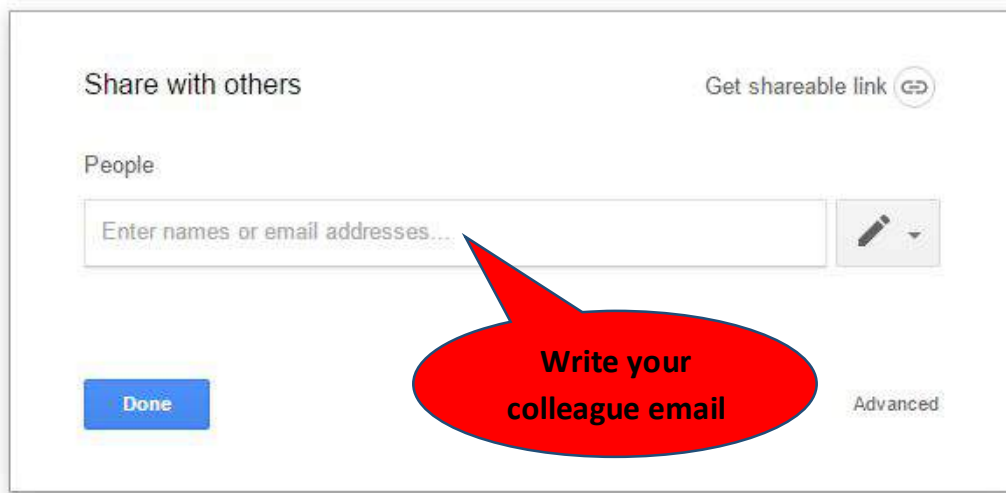 Share with others
Get shareable link
People
Enter names or email addresses...
Write your
colleague email
Done
Advanced